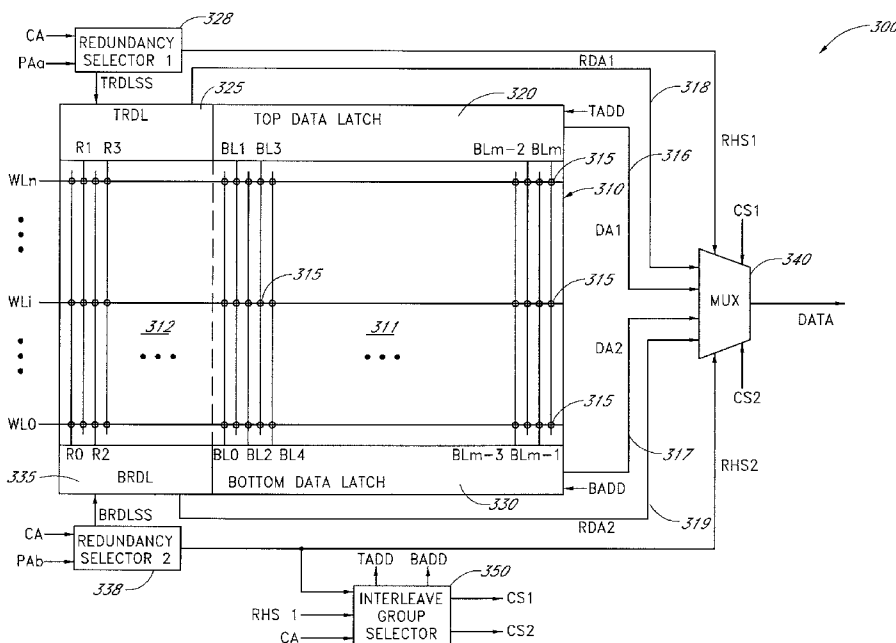 328
300
CA
PAa
REDUNDANCY
SELECTOR 1
TRDLSS
325
RDA1
318
320
TRDL
TOP DATA LATCH
TADD
316
RHS1
R1 R3
BL1 BL3
BLm-2 BLm
315
310
WLn
DA1
CS1
340
315
315
WLi
MUX
DATA
312
311
DA2
CS2
315
WL0
R0 R2
BL0 BL2 BL4
BLm-3 BLm-1
317
RHS2
335
BRDL
BOTTOM DATA LATCH
330
BADD
319
BRDLSS
RDA2
CA
PAb
REDUNDANCY
SELECTOR 2
338
TADD BADD
350
INTERLEAVE
GROUP
SELECTOR
RHS 1
CA
CS1
CS2